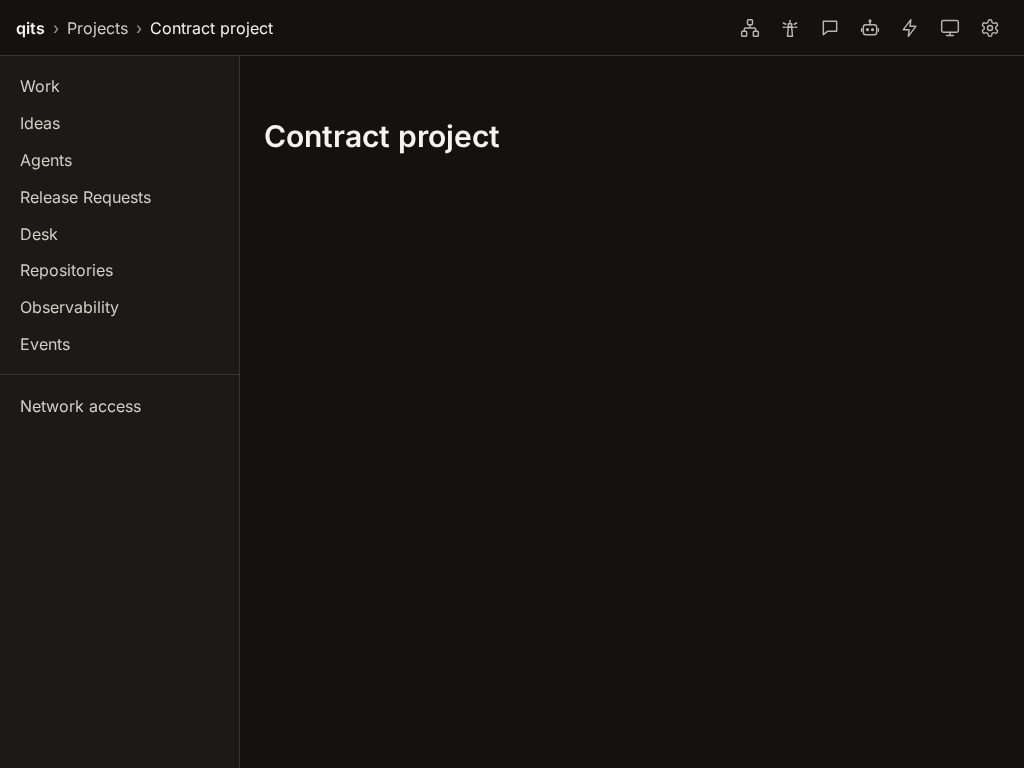 qits › Projects › Contract project
Work
Ideas
Agents
Release Requests
Desk
Repositories
Observability
Events
Network access
Contract project